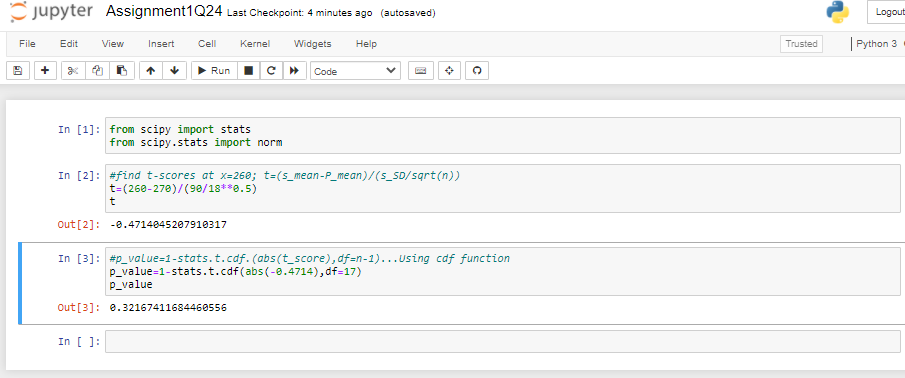 jupyter Assignment1Q24 Last Checkpoint: 4 minutes ago (autosaved)
Logout
File Edit View Insert Cell Kernel Widgets Help
Trusted
Python 3
Run
Code
In [1]: from scipy import stats
from scipy.stats import norm
In [2]: #find t-scores at x=260; t=(s_mean-P_mean)/(s_SD/sqrt(n))
t=(260-270)/(90/18**0.5)
t
Out[2]: -0.4714045207910317
In [3]: #p_value=1-stats.t.cdf.(abs(t_score),df=n-1)...Using cdf function
p_value=1-stats.t.cdf(abs(-0.4714),df=17)
p_value
Out[3]: 0.32167411684460556
In [ ]: